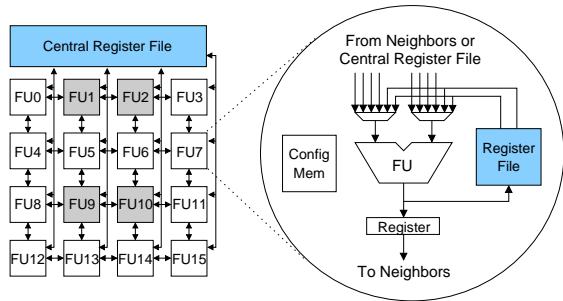 Central Register File
FU0 FU1 FU2 FU3
FU4 FU5 FU6 FU7
FU8 FU9 FU10 FU11
FU12 FU13 FU14 FU15
From Neighbors or
Central Register File
Config
Mem
FU
Register
File
Register
To Neighbors